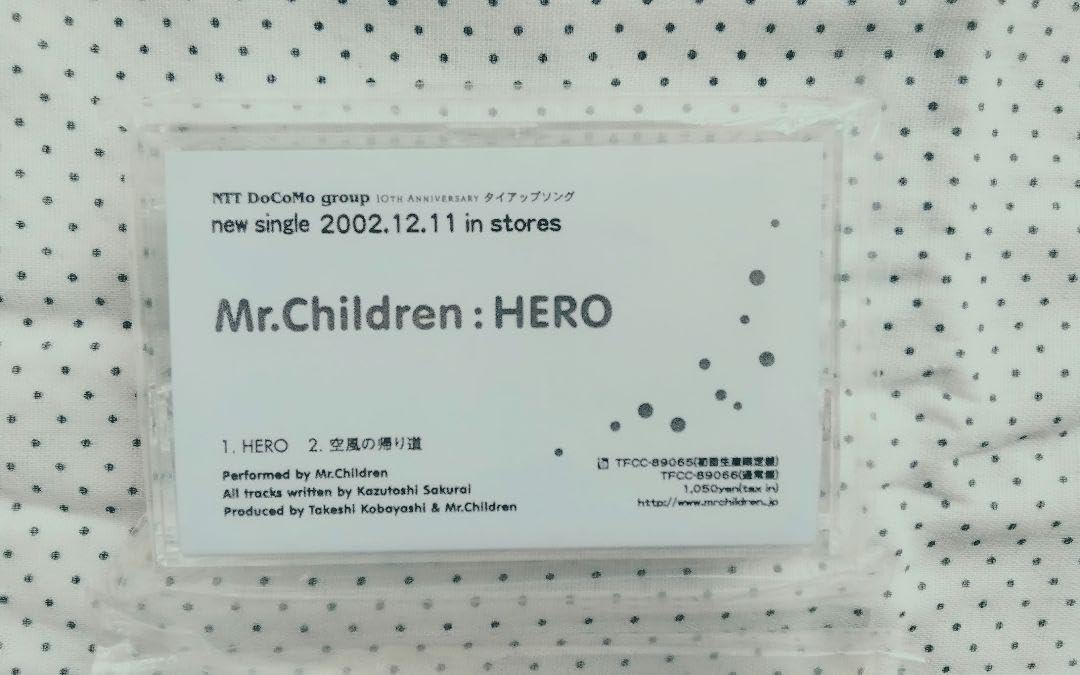 NTT DoCoMo group 10TH ANNIVERSARY タイアップソング
new single 2002.12.11 in stores
Mr.Children : HERO
1. HERO 2. 空風の帰り道
Performed by Mr.Children
All tracks written by Kazutoshi Sakurai
Produced by Takeshi Kobayashi & Mr.Children
TFCC-89065(初回生産限定盤)
TFCC-89066(通常盤)
1,050yen(tax in)
http://www.mrchildren.jp